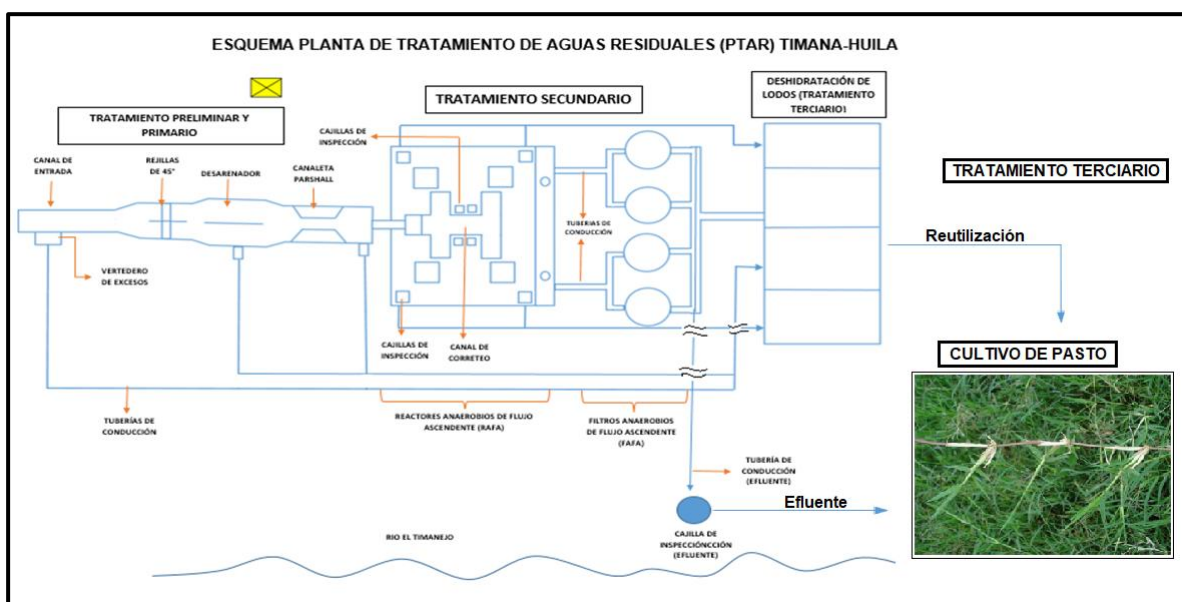 ESQUEMA PLANTA DE TRATAMIENTO DE AGUAS RESIDUALES (PTAR) TIMANA-HUILA
TRATAMIENTO PRELIMINAR Y
PRIMARIO
TRATAMIENTO SECUNDARIO
DESHIDRATACIÓN DE
LODOS (TRATAMIENTO
TERCIARIO)
CANAL DE
ENTRADA
REJILLAS
DE 45°
DESARENADOR
CANALETA
PARSHALL
CAJILLAS DE
INSPECCIÓN
TRATAMIENTO TERCIARIO
TUBERIAS DE
CONDUCCIÓN
Reutilización
VERTEDERO
DE EXCESOS
CAJILLAS DE
INSPECCIÓN
CANAL DE
CORRETEO
CULTIVO DE PASTO
TUBERÍAS DE
CONDUCCIÓN
REACTORES ANAEROBIOS DE FLUJO
ASCENDENTE (RAFA)
FILTROS ANAEROBIOS
DE FLUJO ASCENDENTE
(FAFA)
TUBERÍA DE
CONDUCCIÓN
(EFLUENTE)
Efluente
CAJILLA DE
INSPECCIÓNCCIÓN
(EFLUENTE)
RIO EL TIMANEJO